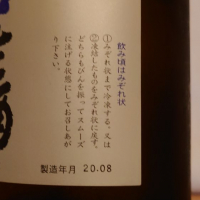 飲み頃はみぞれ状
①みぞれ状まで冷凍する。又は
②凍結したものをみぞれ状に戻す。
どちらもびんを振ってスムーズ
に注げる状態にしてお召しあが
り下さい。
製造年月 20.08